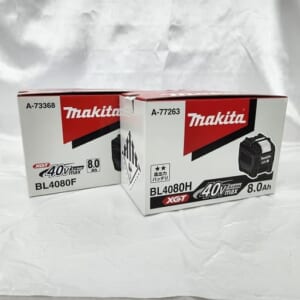 A-73368
makita
XGT 40Vmax 8.0 Ah
BL4080F
A-77263
makita
★★
高出力
バッテリ
BL4080H
XGT 40Vmax 8.0Ah